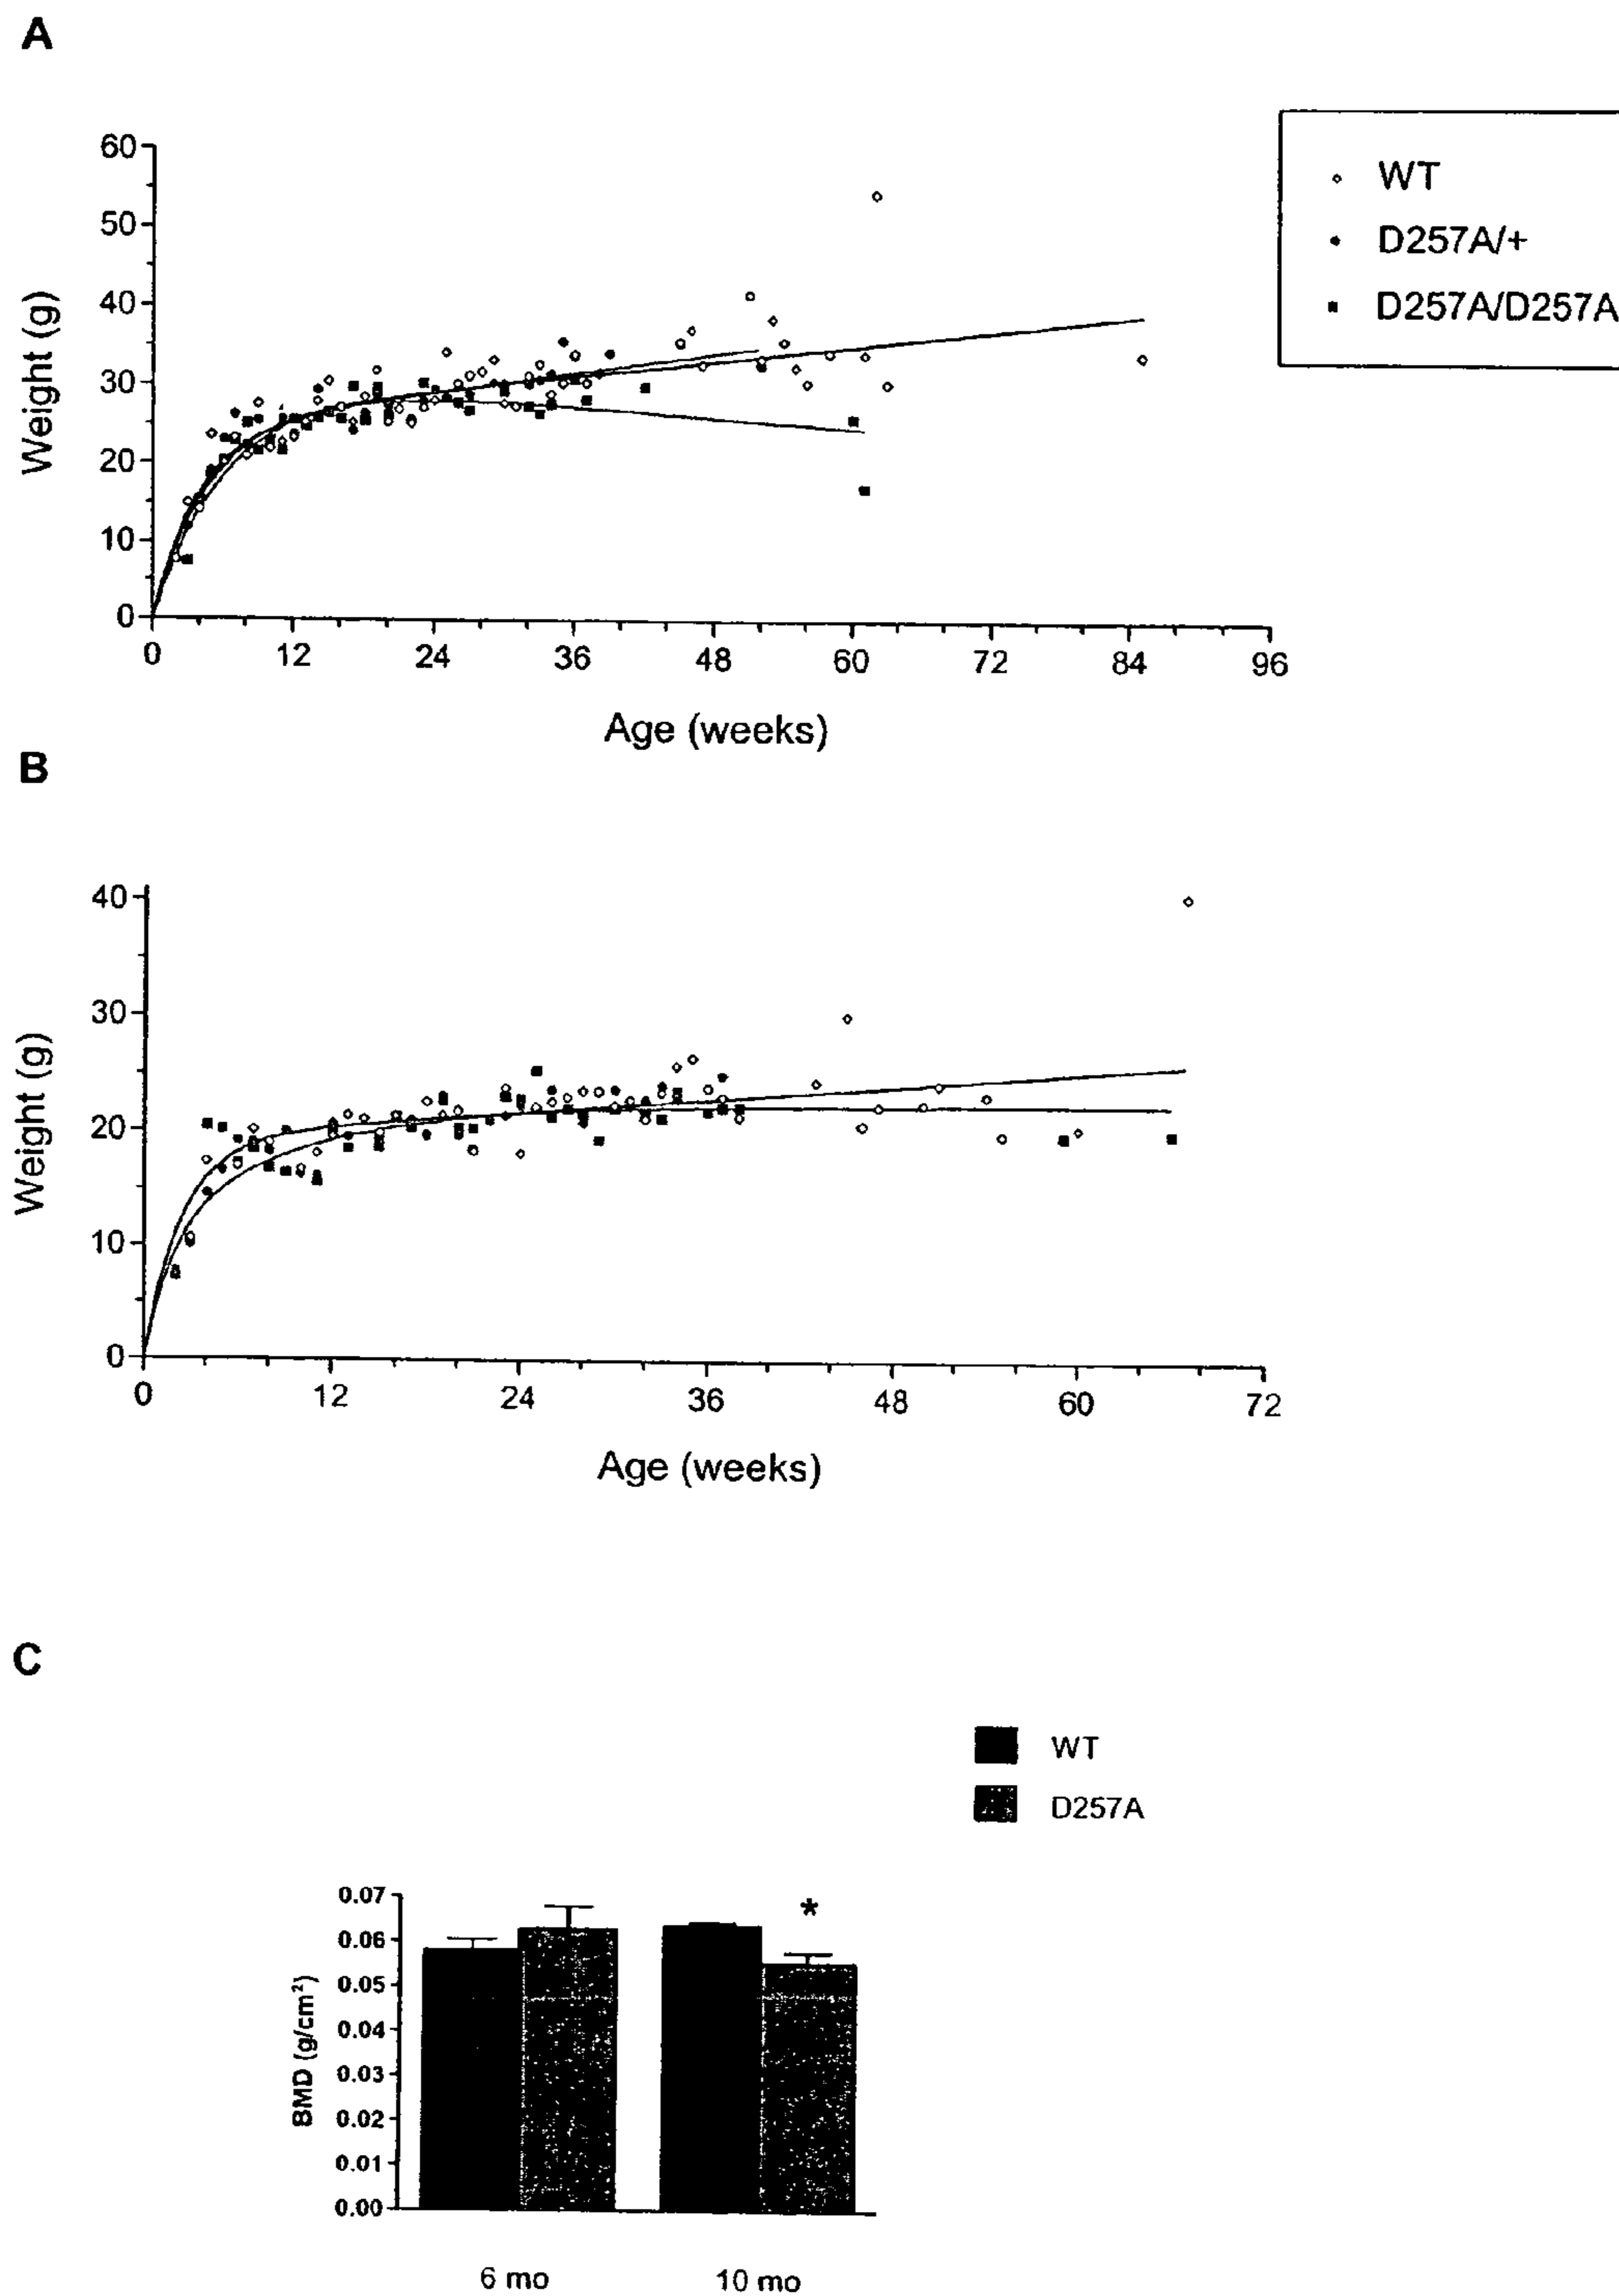 A
60
50
40
30
20
10
0
Weight (g)
0 12 24 36 48 60 72 84 96
Age (weeks)
WT
D257A/+
D257A/D257A
B
40
30
20
10
0
Weight (g)
0 12 24 36 48 60 72
Age (weeks)
C
WT
D257A
0.07
0.06
0.05
0.04
0.03
0.02
0.01
0.00
BMD (g/cm²)
*
6 mo 10 mo